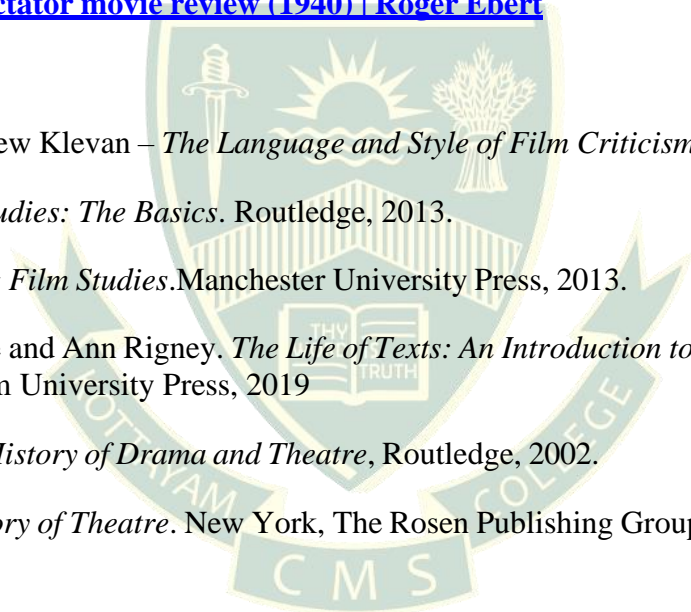 ctator movie review (1940) | Roger Ebert
ew Klevan – The Language and Style of Film Criticism
udies: The Basics. Routledge, 2013.
Film Studies.Manchester University Press, 2013.
e and Ann Rigney. The Life of Texts: An Introduction to
m University Press, 2019
History of Drama and Theatre, Routledge, 2002.
ory of Theatre. New York, The Rosen Publishing Group
THY
TRUTH
KOTTAYAM
COLLEGE
CMS